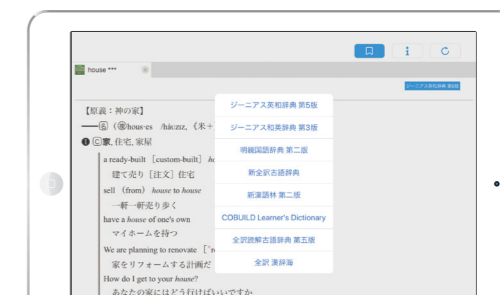 house ***
ジーニアス英和辞典 第5版
【原義：神の家】
(複hous·es /háuzɪz, 《米+
❶ C 家, 住宅, 家屋
a ready-built [custom-built]
建て売り [注文] 住宅
sell (from) house to house
一軒一軒売り歩く
have a house of one's own
マイホームを持つ
We are planning to renovate
家をリフォームする計画だ
How do I get to your house?
あなたの家にはどう行けばいいですか
ジーニアス英和辞典 第5版
ジーニアス和英辞典 第3版
明鏡国語辞典 第二版
新全訳古語辞典
新漢語林 第二版
COBUILD Learner's Dictionary
全訳読解古語辞典 第五版
全訳 漢辞海